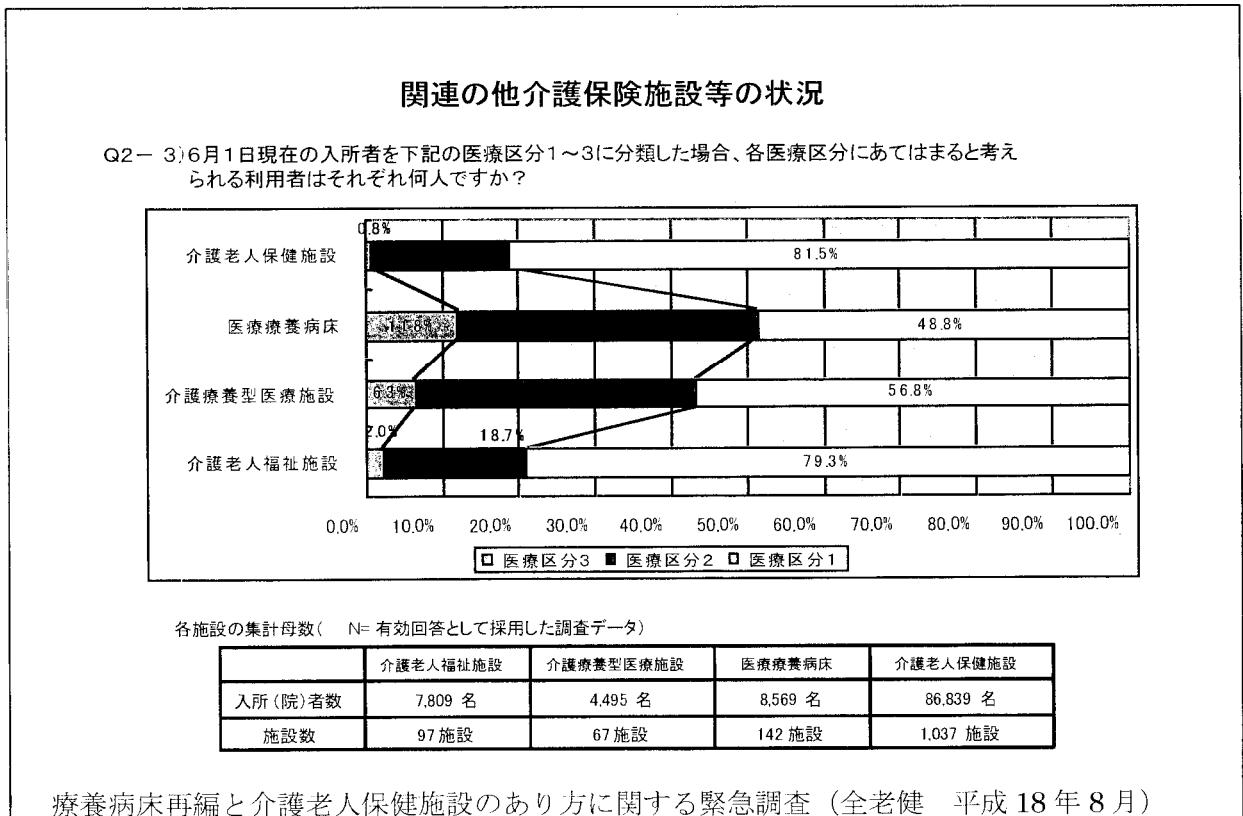 関連の他介護保険施設等の状況
Q2－ 3)6月1日現在の入所者を下記の医療区分1～3に分類した場合、各医療区分にあてはまると考え
られる利用者はそれぞれ何人ですか？
0.8%
介護老人保健施設 81.5%
医療療養病床 11.8% 48.8%
介護療養型医療施設 6.3% 56.8%
2.0% 18.7%
介護老人福祉施設 79.3%
0.0% 10.0% 20.0% 30.0% 40.0% 50.0% 60.0% 70.0% 80.0% 90.0% 100.0%
医療区分3 医療区分2 医療区分1
各施設の集計母数( N= 有効回答として採用した調査データ)
介護老人福祉施設 介護療養型医療施設 医療療養病床 介護老人保健施設
入所(院)者数 7,809 名 4,495 名 8,569 名 86,839 名
施設数 97 施設 67 施設 142 施設 1,037 施設
療養病床再編と介護老人保健施設のあり方に関する緊急調査（全老健 平成 18 年 8 月）